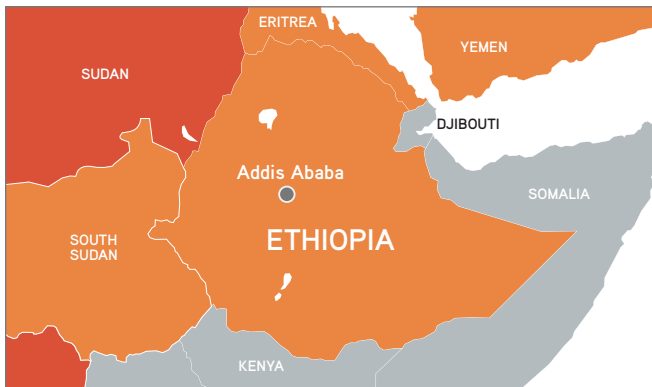 ERITREA
YEMEN
SUDAN
DJIBOUTI
Addis Ababa
SOMALIA
ETHIOPIA
SOUTH
SUDAN
KENYA